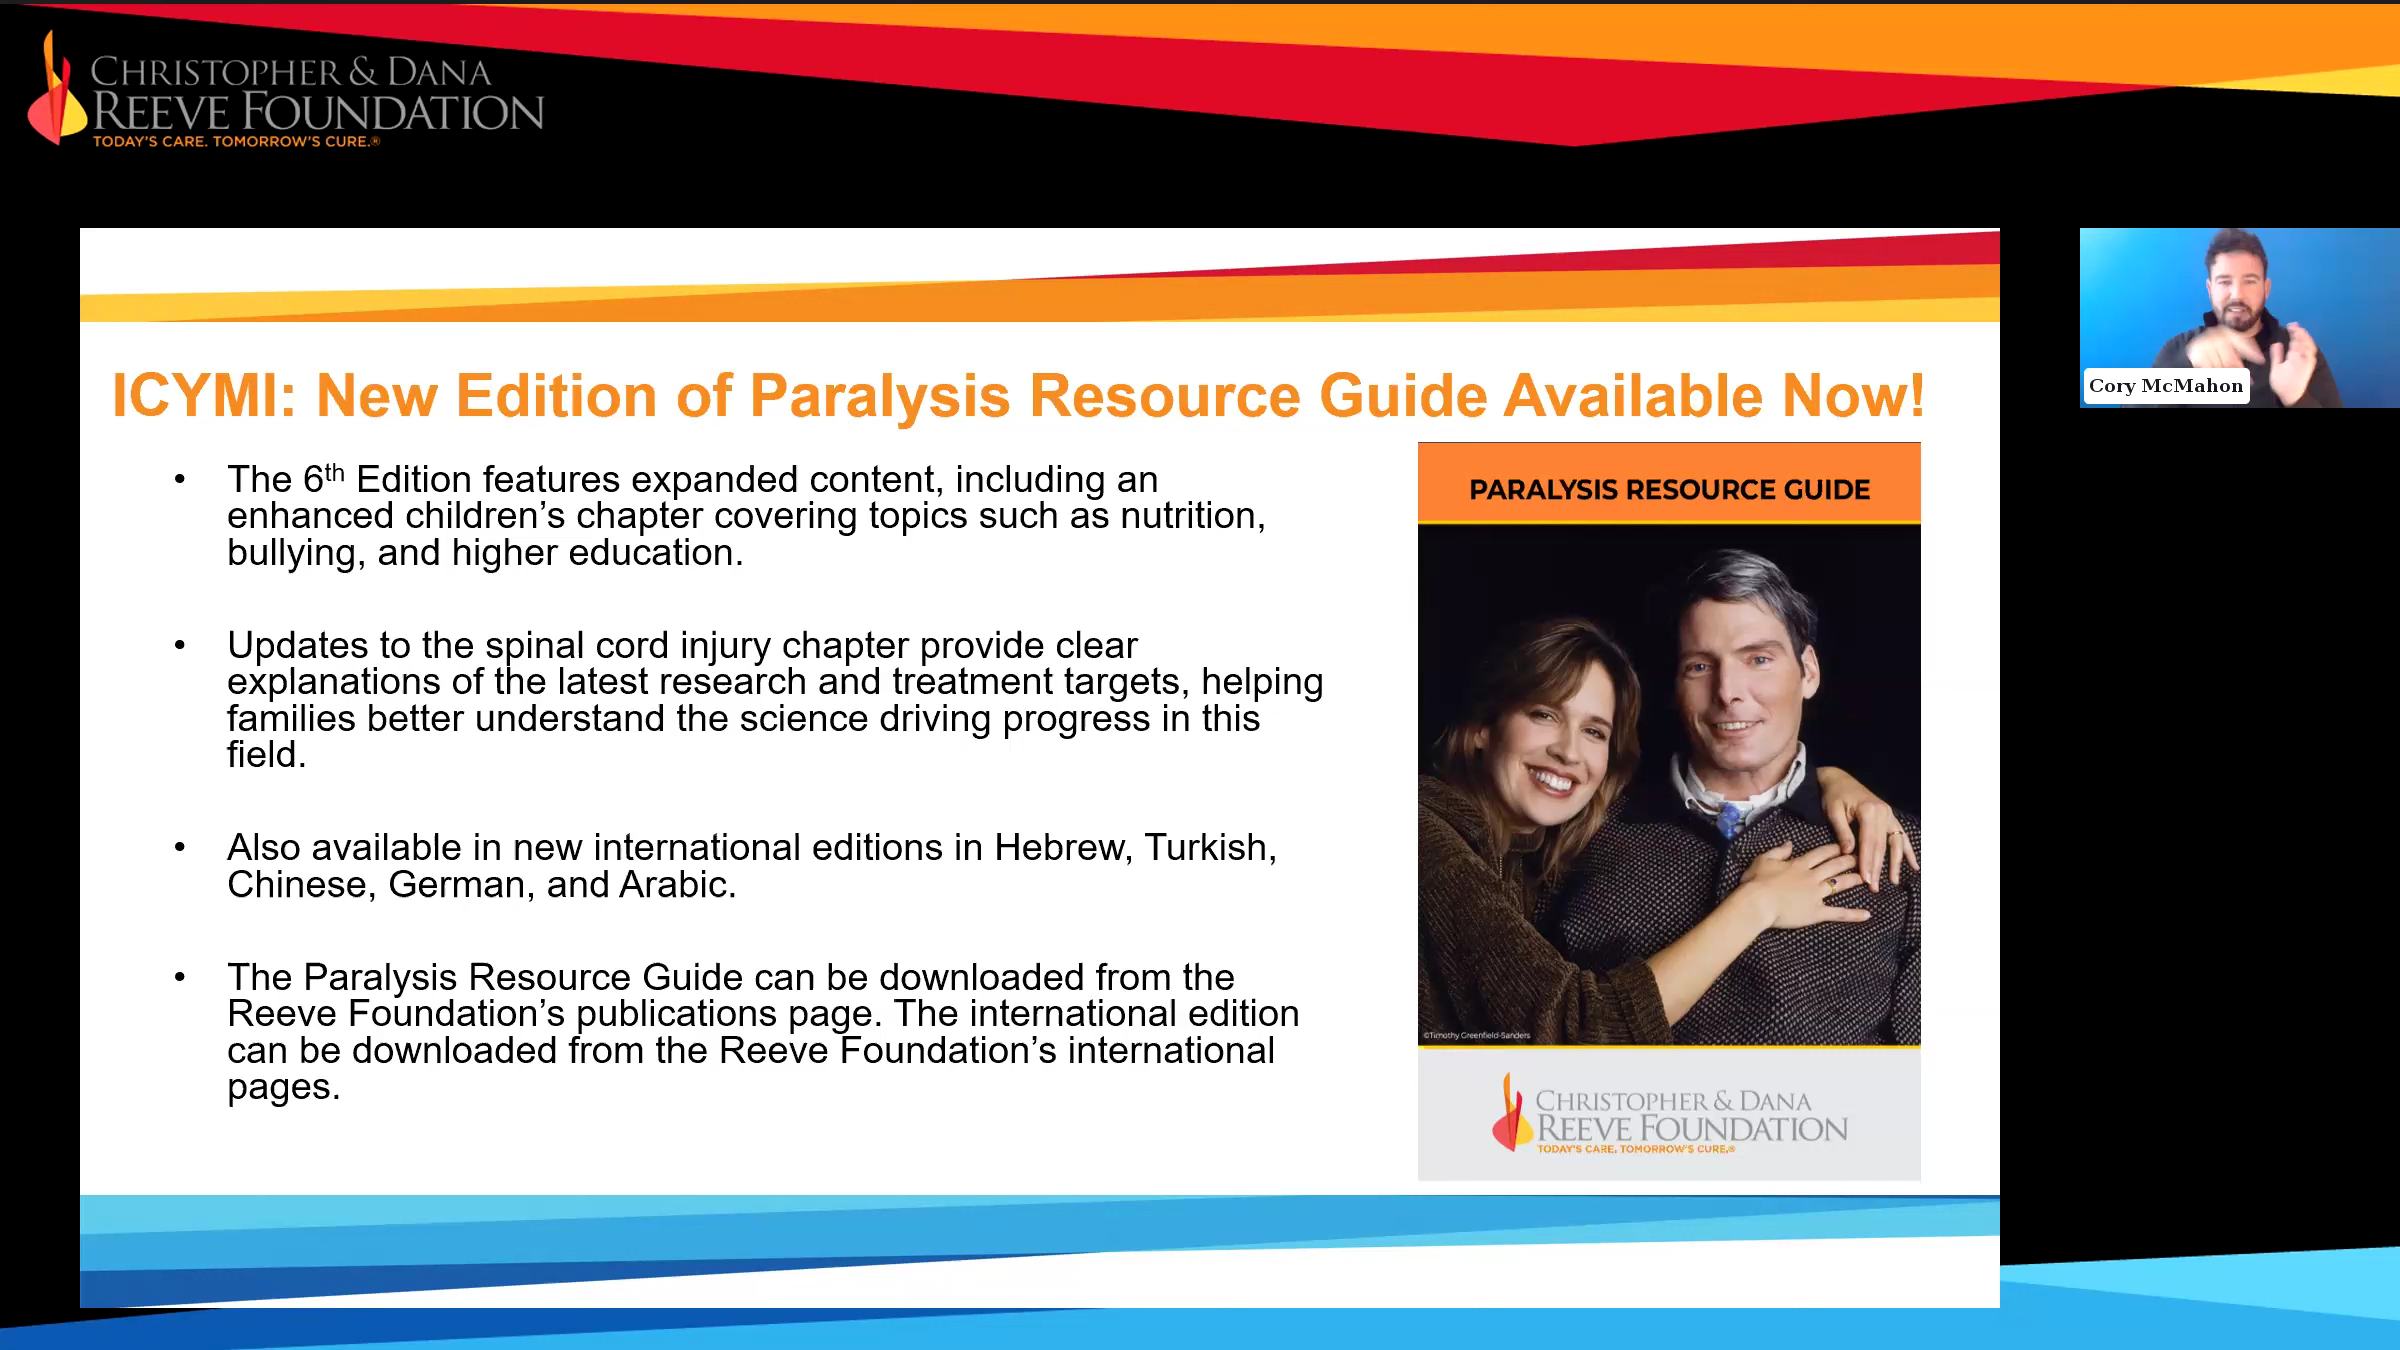 CHRISTOPHER & DANA
REEVE FOUNDATION
TODAY'S CARE. TOMORROW'S CURE.®
Cory McMahon
ICYMI: New Edition of Paralysis Resource Guide Available Now!
• The 6th Edition features expanded content, including an
enhanced children’s chapter covering topics such as nutrition,
bullying, and higher education.
• Updates to the spinal cord injury chapter provide clear
explanations of the latest research and treatment targets, helping
families better understand the science driving progress in this
field.
• Also available in new international editions in Hebrew, Turkish,
Chinese, German, and Arabic.
• The Paralysis Resource Guide can be downloaded from the
Reeve Foundation’s publications page. The international edition
can be downloaded from the Reeve Foundation’s international
pages.
PARALYSIS RESOURCE GUIDE
©Timothy Greenfield-Sanders
CHRISTOPHER & DANA
REEVE FOUNDATION
TODAY'S CARE. TOMORROW'S CURE.®